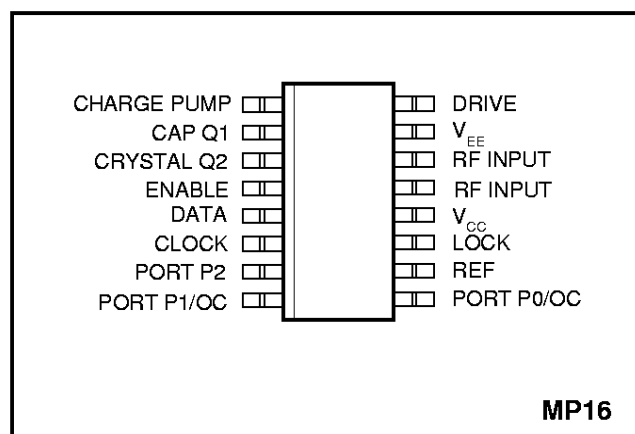 CHARGE PUMP
CAP Q1
CRYSTAL Q2
ENABLE
DATA
CLOCK
PORT P2
PORT P1/OC
DRIVE
VEE
RF INPUT
RF INPUT
VCC
LOCK
REF
PORT P0/OC
MP16